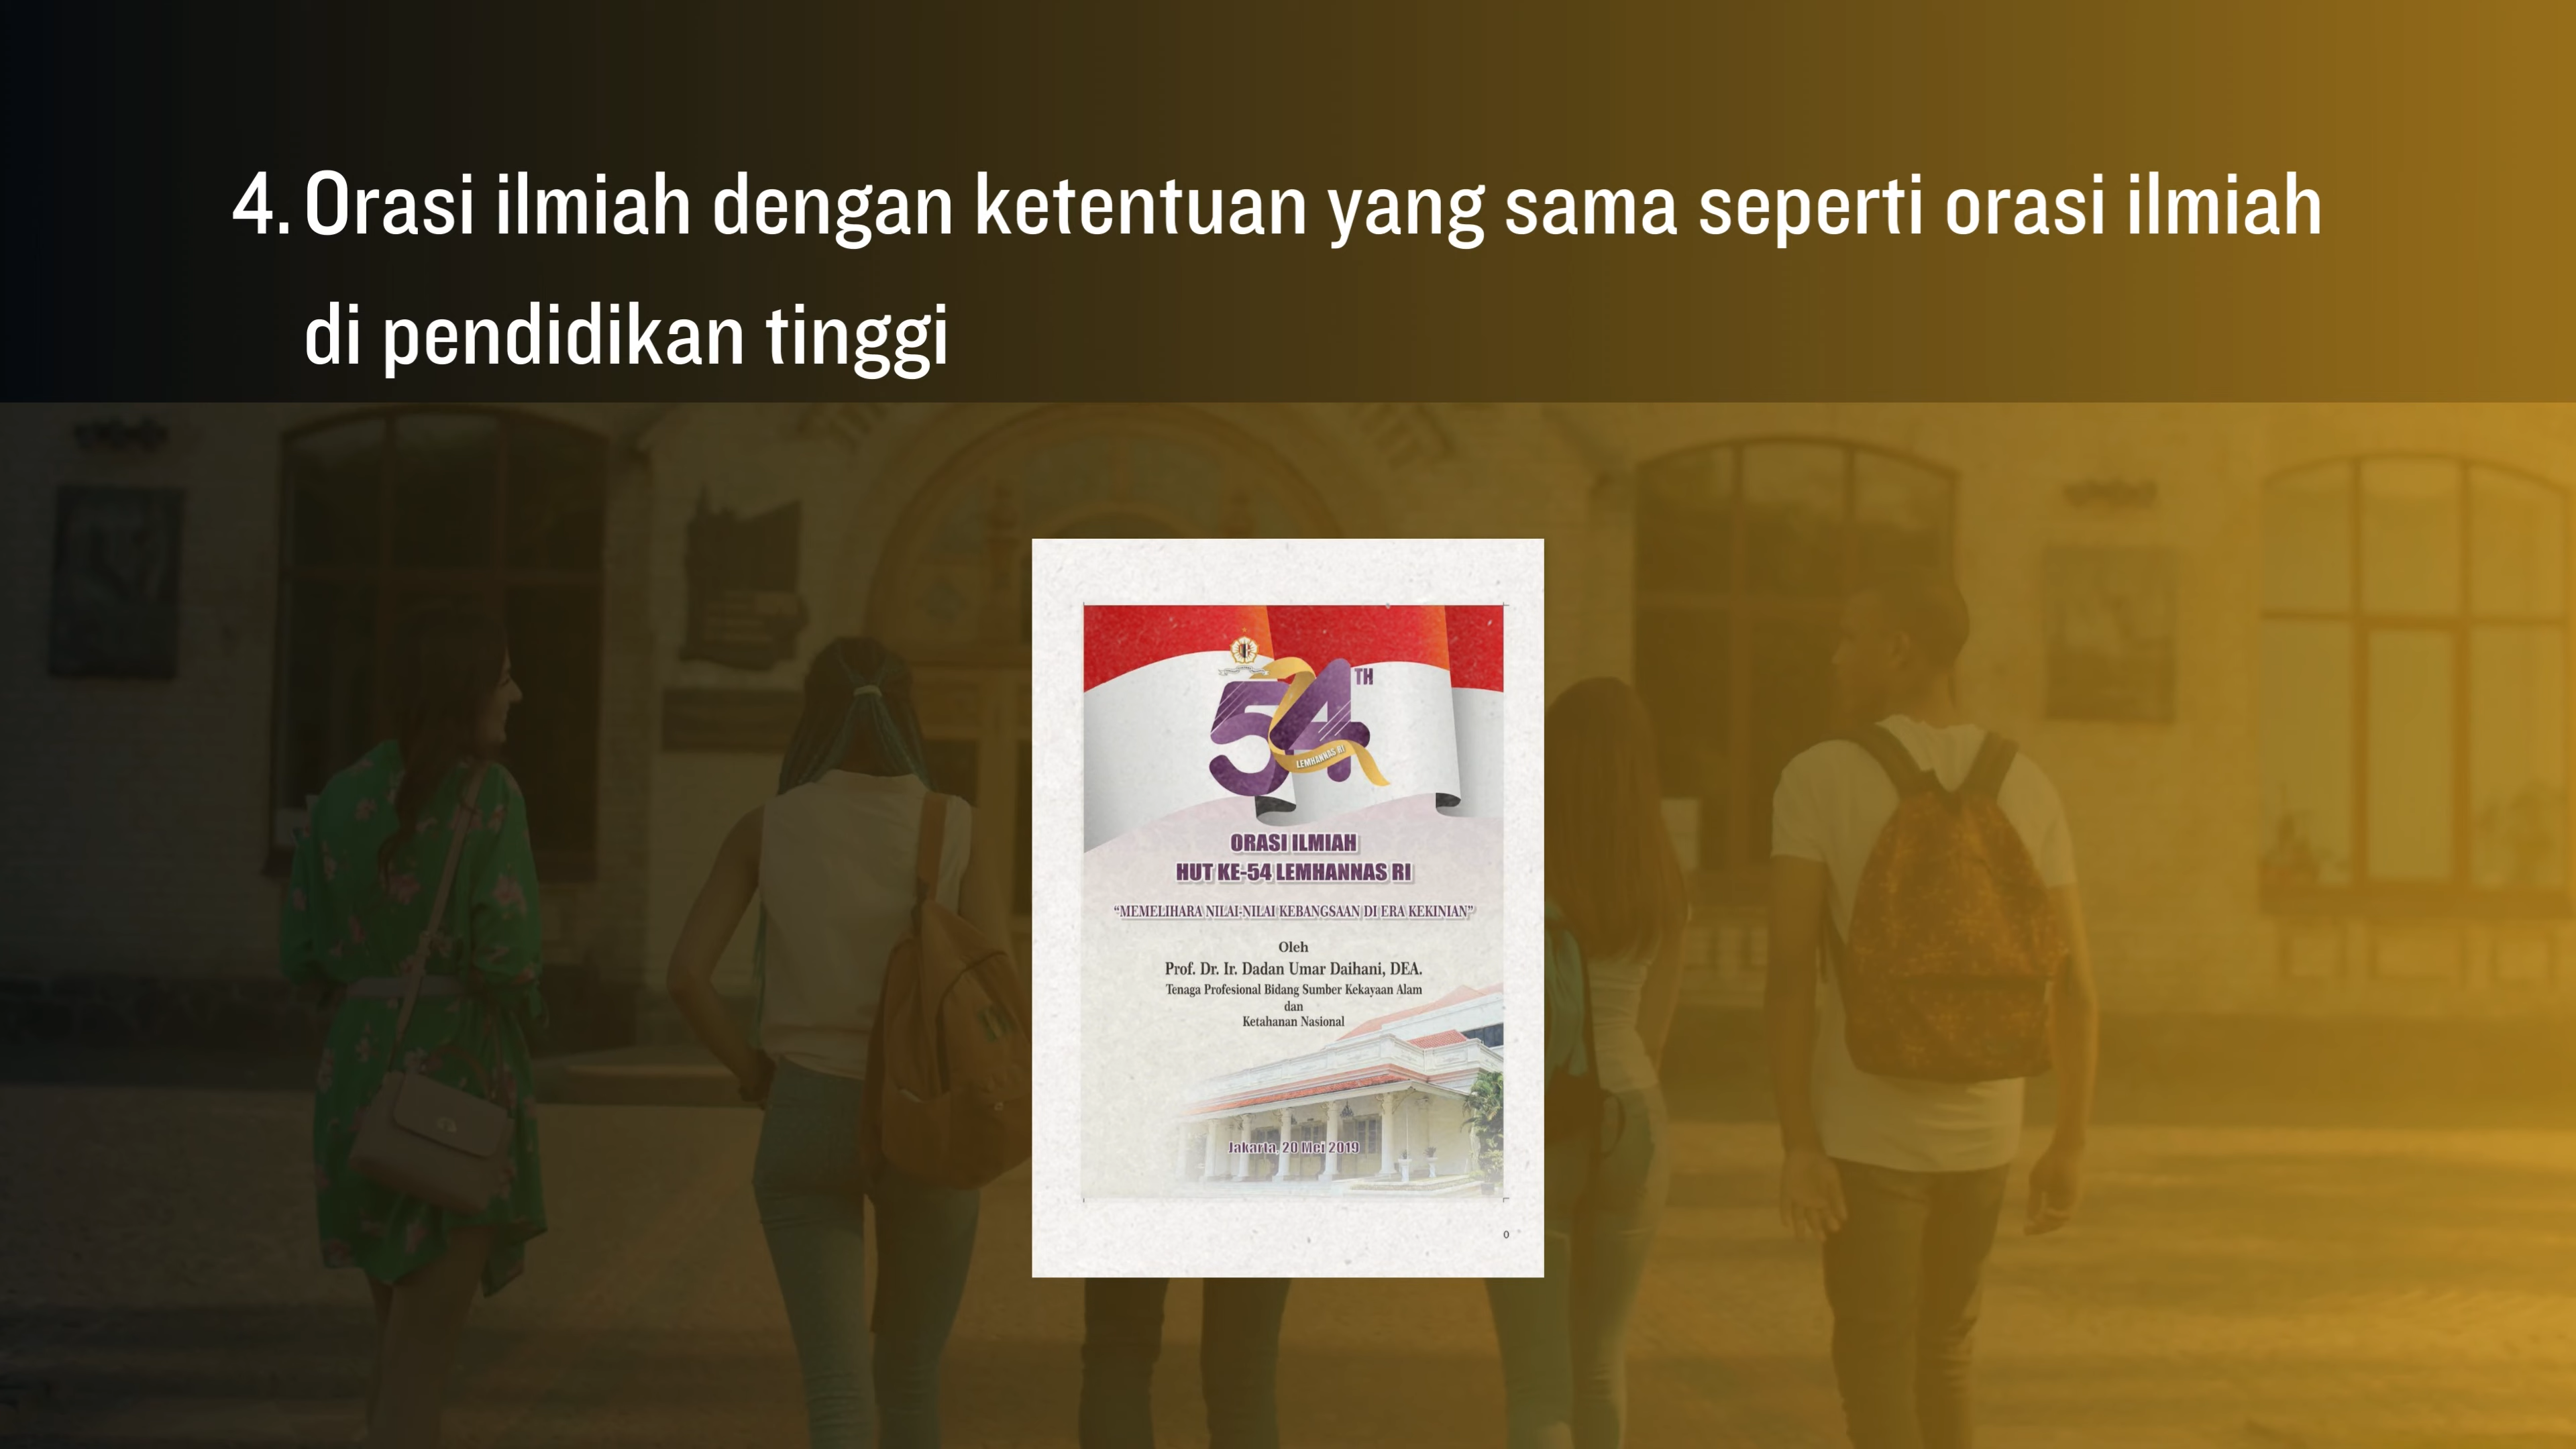 4. Orasi ilmiah dengan ketentuan yang sama seperti orasi ilmiah
di pendidikan tinggi
54 TH
LEMHANNAS RI
ORASI ILMIAH
HUT KE-54 LEMHANNAS RI
“MEMELIHARA NILAI-NILAI KEBANGSAAN DI ERA KEKINIAN”
Oleh
Prof. Dr. Ir. Dadan Umar Daihani, DEA.
Tenaga Profesional Bidang Sumber Kekayaan Alam
dan
Ketahanan Nasional
Jakarta, 20 Mei 2019
0